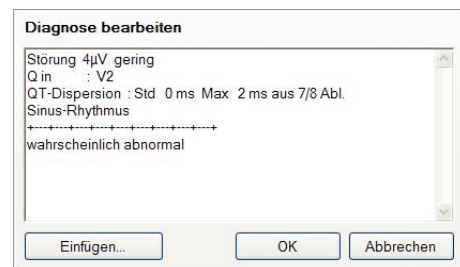 Diagnose bearbeiten
Störung 4µV gering
Q in : V2
QT-Dispersion : Std 0 ms Max 2 ms aus 7/8 Abl.
Sinus-Rhythmus
+---+---+---+---+---+---+---+---+---+
wahrscheinlich abnormal
Einfügen... OK Abbrechen